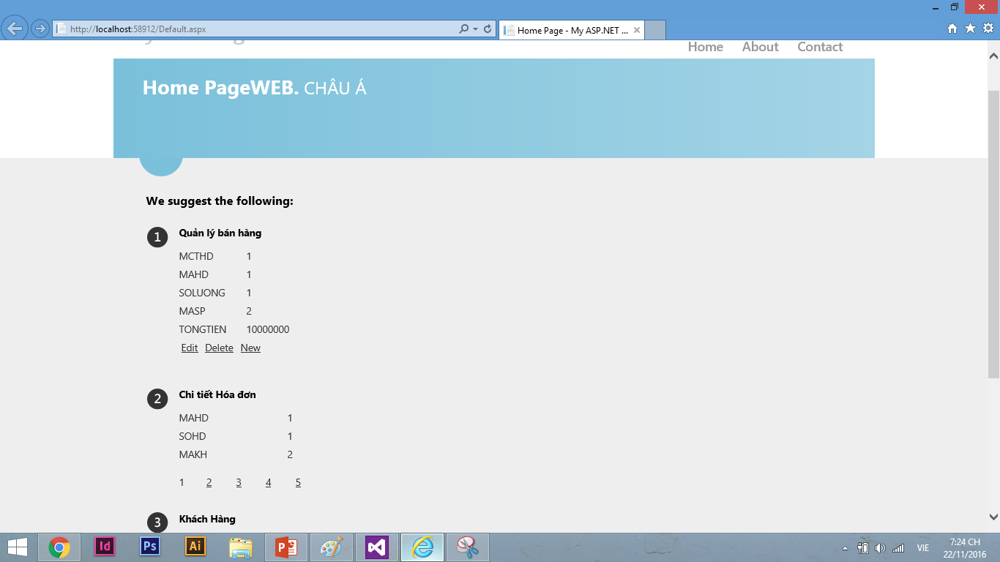 http://localhost:58912/Default.aspx
Home Page - My ASP.NET ...
Home About Contact
Home PageWEB. CHÂU Á
We suggest the following:
1 Quản lý bán hàng
MCTHD 1
MAHD 1
SOLUONG 1
MASP 2
TONGTIEN 10000000
Edit Delete New
2 Chi tiết Hóa đơn
MAHD 1
SOHD 1
MAKH 2
1 2 3 4 5
3 Khách Hàng
Id Ps Ai P
VIE
7:24 CH
22/11/2016